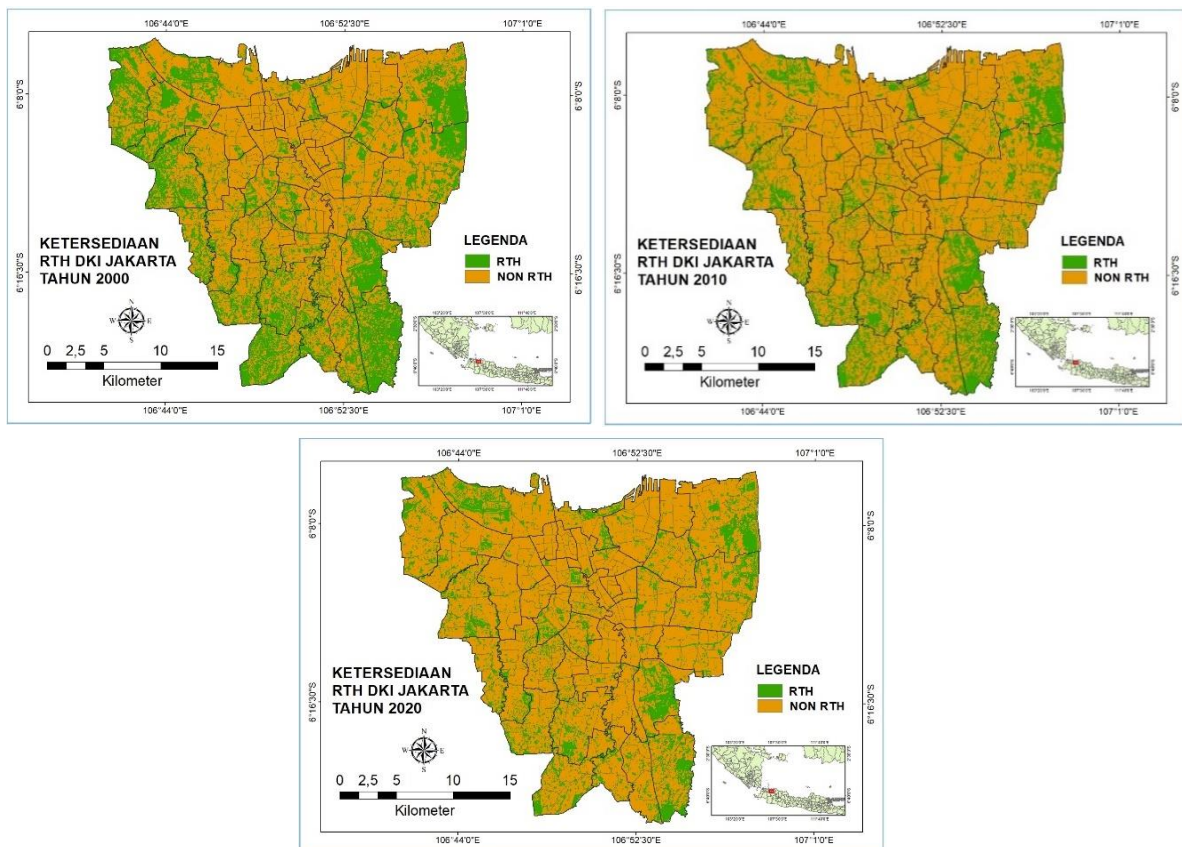 106°44'0"E 106°52'30"E 107°1'0"E
6°8'0"S 6°8'0"S
KETERSEDIAAN
RTH DKI JAKARTA
TAHUN 2000
LEGENDA
RTH
NON RTH
6°16'30"S 6°16'30"S
N
W E
S
0 2,5 5 10 15
Kilometer
106°44'0"E 106°52'30"E 107°1'0"E
106°44'0"E 106°52'30"E 107°1'0"E
6°8'0"S 6°8'0"S
KETERSEDIAAN
RTH DKI JAKARTA
TAHUN 2010
LEGENDA
RTH
NON RTH
6°16'30"S 6°16'30"S
N
W E
S
0 2,5 5 10 15
Kilometer
106°44'0"E 106°52'30"E 107°1'0"E
106°44'0"E 106°52'30"E 107°1'0"E
6°8'0"S 6°8'0"S
KETERSEDIAAN
RTH DKI JAKARTA
TAHUN 2020
LEGENDA
RTH
NON RTH
6°16'30"S 6°16'30"S
N
W E
S
0 2,5 5 10 15
Kilometer
106°44'0"E 106°52'30"E 107°1'0"E